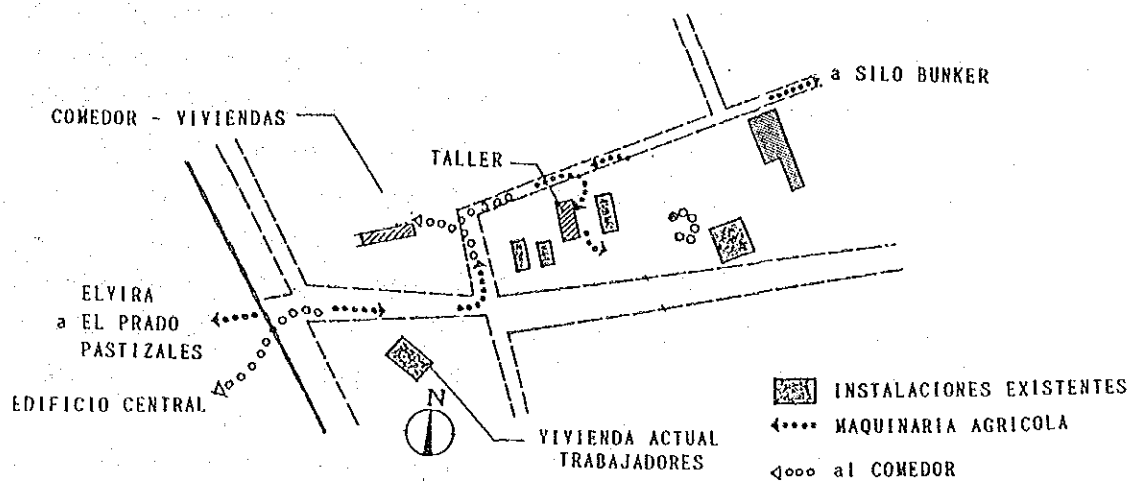 a SILO BUNKER
COMEDOR - VIVIENDAS
TALLER
ELVIRA
a EL PRADO
PASTIZALES
EDIFICIO CENTRAL
N
VIVIENDA ACTUAL
TRABAJADORES
INSTALACIONES EXISTENTES
MAQUINARIA AGRICOLA
al COMEDOR